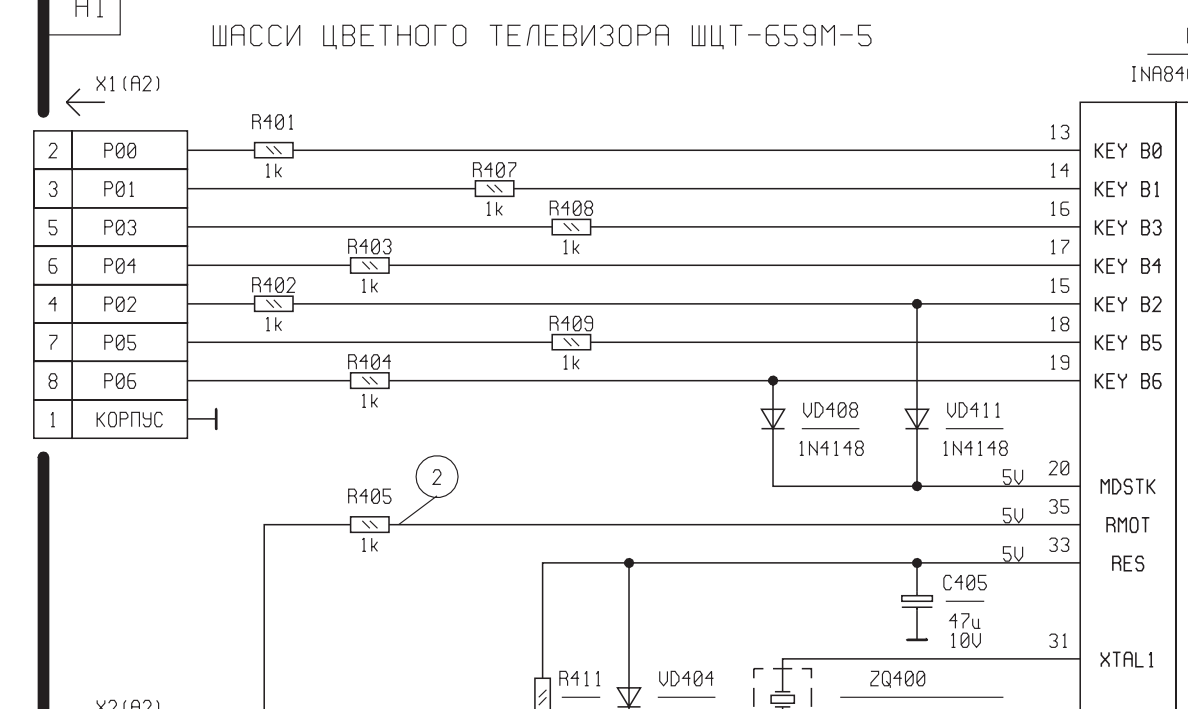 A1
ШАССИ ЦВЕТНОГО ТЕЛЕВИЗОРА ШЦТ-659М-5
X1(A2)
R401
13
2 P00 1k KEY B0
R407 14
3 P01 1k KEY B1
R408 16
5 P03 1k KEY B3
R403 17
6 P04 1k KEY B4
R402 15
4 P02 1k KEY B2
R409 18
7 P05 1k KEY B5
R404 19
8 P06 1k KEY B6
1 КОРПУС VD408 VD411
1N4148 1N4148
2 5V 20 MDSTK
R405 35
1k 5V RMOT
5V 33 RES
C405
47u
10V
31 XTAL1
R411 VD404 ZQ400
X2(A2)